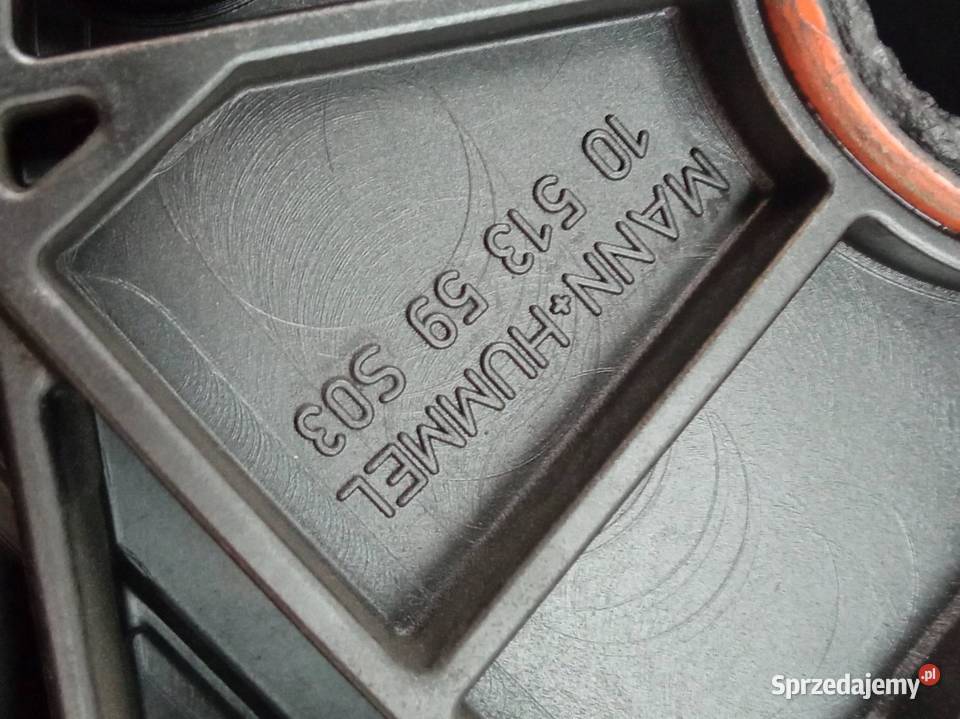 MANN+HUMMEL
10 513 59 S03
Sprzedajemy.pl